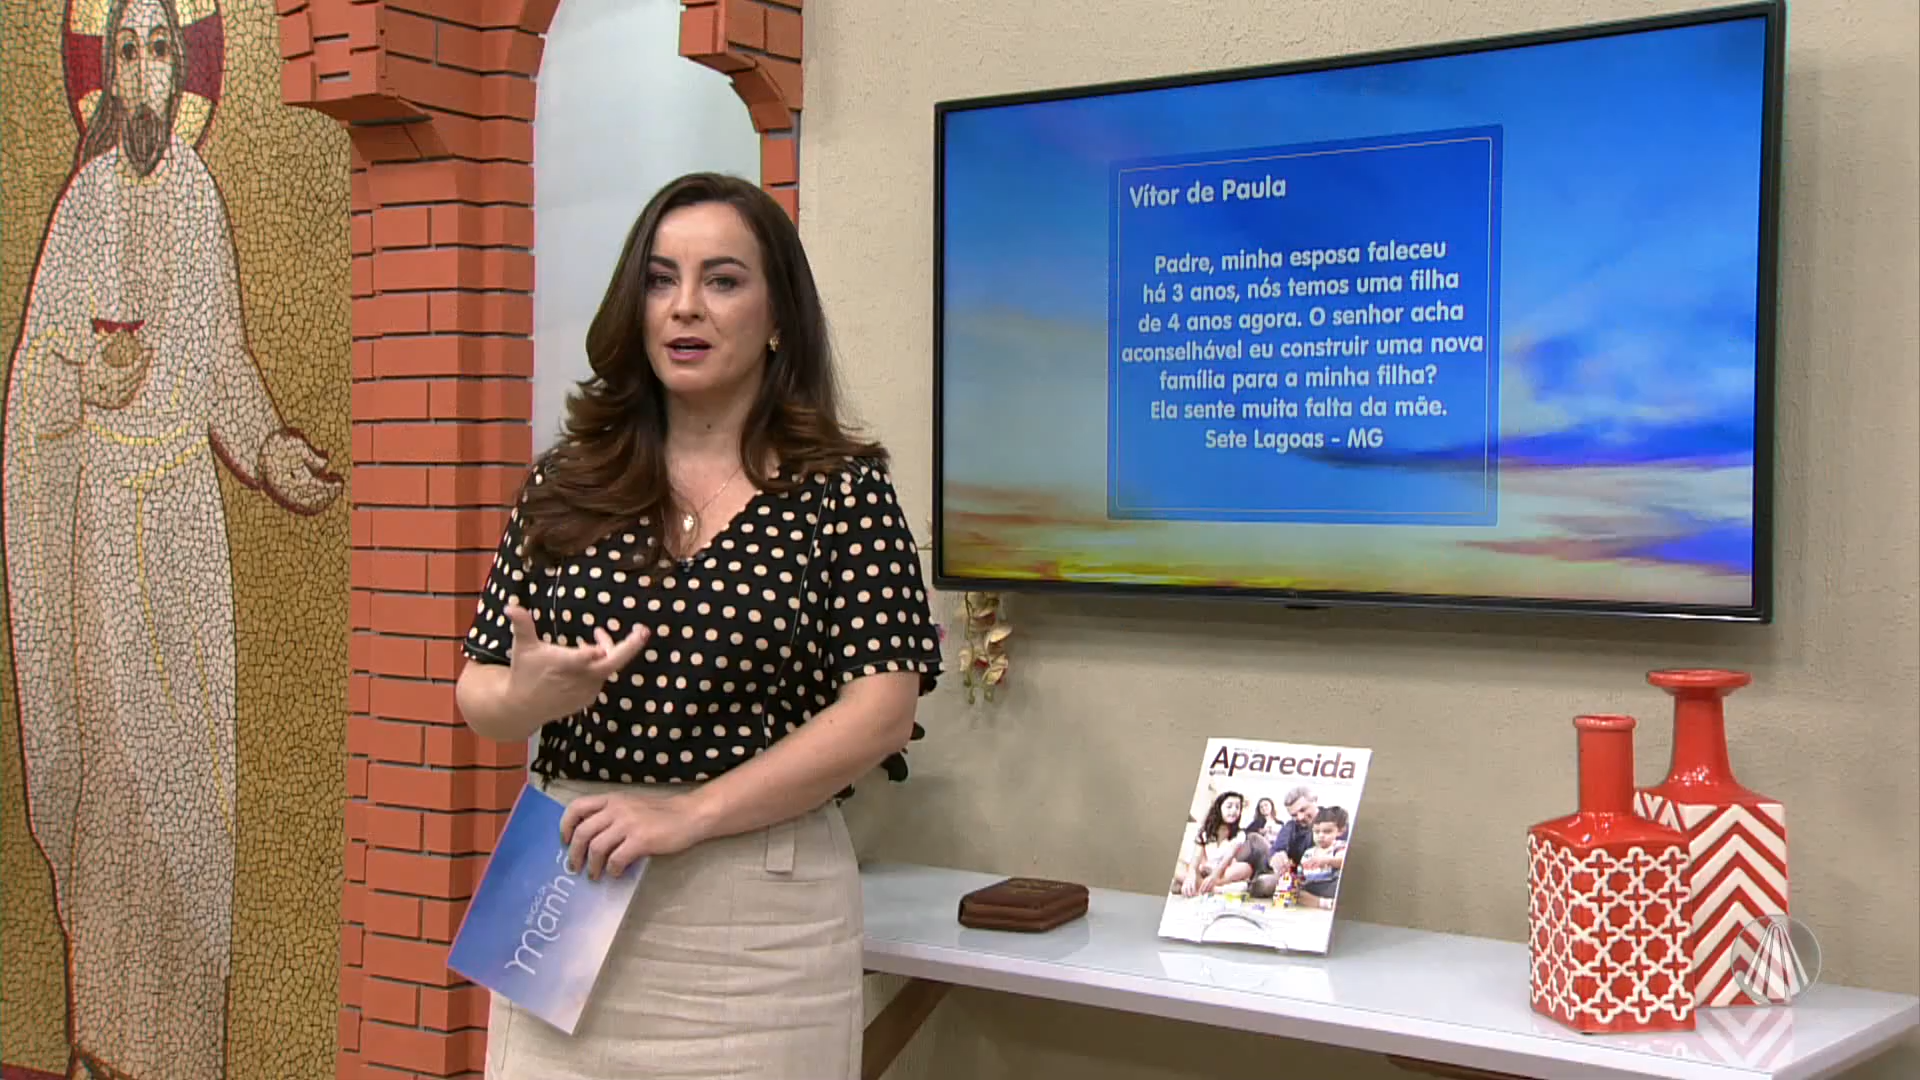 Vítor de Paula
Padre, minha esposa faleceu
há 3 anos, nós temos uma filha
de 4 anos agora. O senhor acha
aconselhável eu construir uma nova
família para a minha filha?
Ela sente muita falta da mãe.
Sete Lagoas - MG
Aparecida
manhã